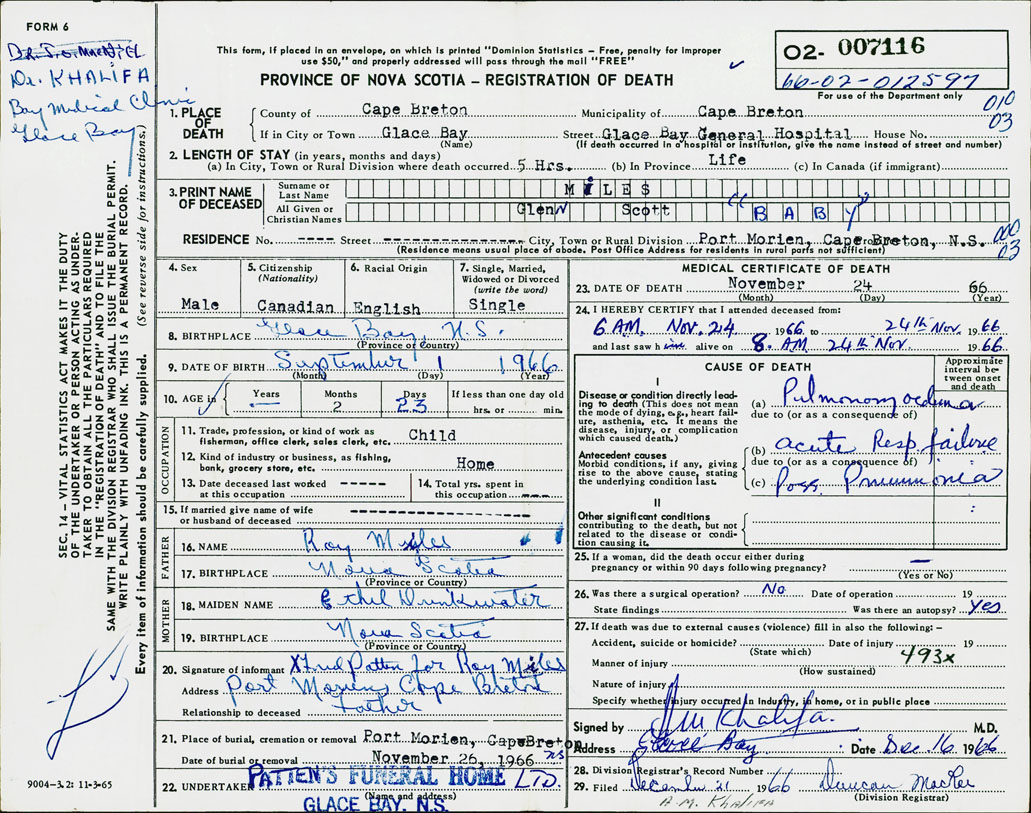 FORM 6
Dr. J. O. MacNeil
Dr. KHALIFA
Bay Medical Clinic
Glace Bay
This form, if placed in an envelope, on which is printed "Dominion Statistics – Free, penalty for improper
use $50," and properly addressed will pass through the mail "FREE"
PROVINCE OF NOVA SCOTIA – REGISTRATION OF DEATH
O2- 007116
66-02-012597
For use of the Department only
010
03
1. PLACE OF DEATH
County of Cape Breton Municipality of Cape Breton
If in City or Town Glace Bay Street Glace Bay General Hospital House No.
(Name) (If death occurred in a hospital or institution, give the name instead of street and number)
2. LENGTH OF STAY (in years, months and days)
(a) In City, Town or Rural Division where death occurred 5 Hrs. (b) In Province Life (c) In Canada (if immigrant)
3. PRINT NAME OF DECEASED
Surname or Last Name MILES
All Given or Christian Names Glenn Scott "BABY"
RESIDENCE No. ---- Street ------------- City, Town or Rural Division Port Morien, Cape Breton, N.S.
(Residence means usual place of abode. Post Office Address for residents in rural parts not sufficient)
000
03
4. Sex
Male
5. Citizenship
(Nationality)
Canadian
6. Racial Origin
English
7. Single, Married, Widowed or Divorced
(write the word)
Single
8. BIRTHPLACE Glace Bay, N.S.
(Province or Country)
9. DATE OF BIRTH September 1 1966
(Month) (Day) (Year)
10. AGE in Years — Months 2 Days 23 If less than one day old hrs. or min.
OCCUPATION
11. Trade, profession, or kind of work as
fisherman, office clerk, sales clerk, etc. Child
12. Kind of industry or business, as fishing,
bank, grocery store, etc. Home
13. Date deceased last worked -----
at this occupation
14. Total yrs. spent in
this occupation ---
15. If married give name of wife
or husband of deceased ----------------
FATHER
16. NAME Roy Miles
17. BIRTHPLACE Nova Scotia
(Province or Country)
MOTHER
18. MAIDEN NAME Ethel Drinkwater
19. BIRTHPLACE Nova Scotia
(Province or Country)
20. Signature of informant X Fred Patten for Roy Miles
Address Port Morien Cape Breton
Relationship to deceased Father
21. Place of burial, cremation or removal Port Morien, Cape Breton
NS
Date of burial or removal November 26, 1966
22. UNDERTAKER PATTEN'S FUNERAL HOME LTD.
(Name and address)
GLACE BAY, N.S.
MEDICAL CERTIFICATE OF DEATH
23. DATE OF DEATH November 24 66
(Month) (Day) (Year)
24. I HEREBY CERTIFY that I attended deceased from:
6 AM. Nov. 24 1966 to 24th Nov. 1966
and last saw him alive on 8. AM 24th Nov. 1966.
CAUSE OF DEATH
Approximate interval between onset and death
I
Disease or condition directly leading to death (This does not mean the mode of dying, e.g., heart failure, asthenia, etc. It means the disease, injury, or complication which caused death.)
(a) Pulmonary oedema
due to (or as a consequence of)
Antecedent causes
Morbid conditions, if any, giving rise to the above cause, stating the underlying condition last.
(b) acute Resp. failure
due to (or as a consequence of)
(c) Poss. Pneumonia
II
Other significant conditions contributing to the death, but not related to the disease or condition causing it.
25. If a woman, did the death occur either during
pregnancy or within 90 days following pregnancy? —
(Yes or No)
26. Was there a surgical operation? No Date of operation 19
State findings Was there an autopsy? Yes
27. If death was due to external causes (violence) fill in also the following: –
Accident, suicide or homicide? Date of injury 19
(State which)
493x
Manner of injury
(How sustained)
Nature of injury
Specify whether injury occurred in industry, in home, or in public place
Signed by A M Khalifa. M.D.
Address Glace Bay Date Dec. 16. 1966
28. Division Registrar's Record Number
29. Filed December 21 1966 Duncan MacRae
A. M. KHALIFA (Division Registrar)
SEC. 14 – VITAL STATISTICS ACT MAKES IT THE DUTY
OF THE UNDERTAKER OR PERSON ACTING AS UNDER-
TAKER TO OBTAIN ALL THE PARTICULARS REQUIRED
IN THE "REGISTRATION OF DEATH" AND TO FILE THE
SAME WITH THE DIVISION REGISTRAR WHO SHALL ISSUE THE BURIAL PERMIT.
WRITE PLAINLY WITH UNFADING INK. THIS IS A PERMANENT RECORD.
Every item of information should be carefully supplied. (See reverse side for instructions.)
9004-3.2: 11-3-65